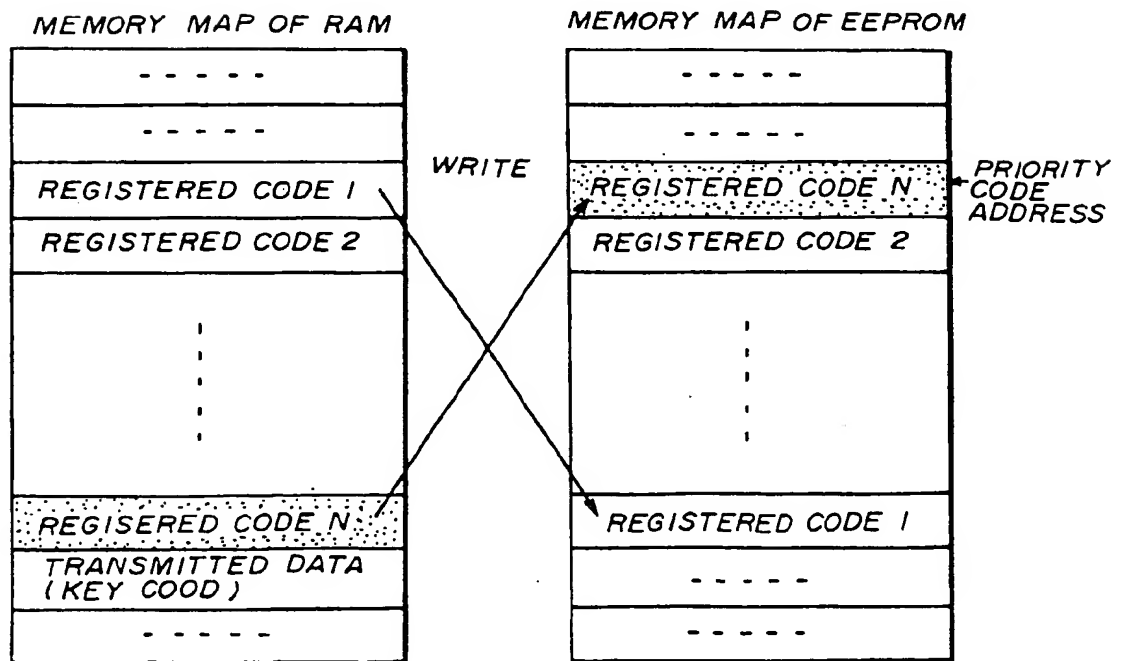 MEMORY MAP OF RAM
- - - - -
- - - - -
REGISTERED CODE 1
REGISTERED CODE 2
REGISERED CODE N
TRANSMITTED DATA
(KEY COOD)
- - - - -
WRITE
MEMORY MAP OF EEPROM
- - - - -
- - - - -
REGISTERED CODE N
REGISTERED CODE 2
REGISTERED CODE 1
- - - - -
- - - - -
PRIORITY
CODE
ADDRESS